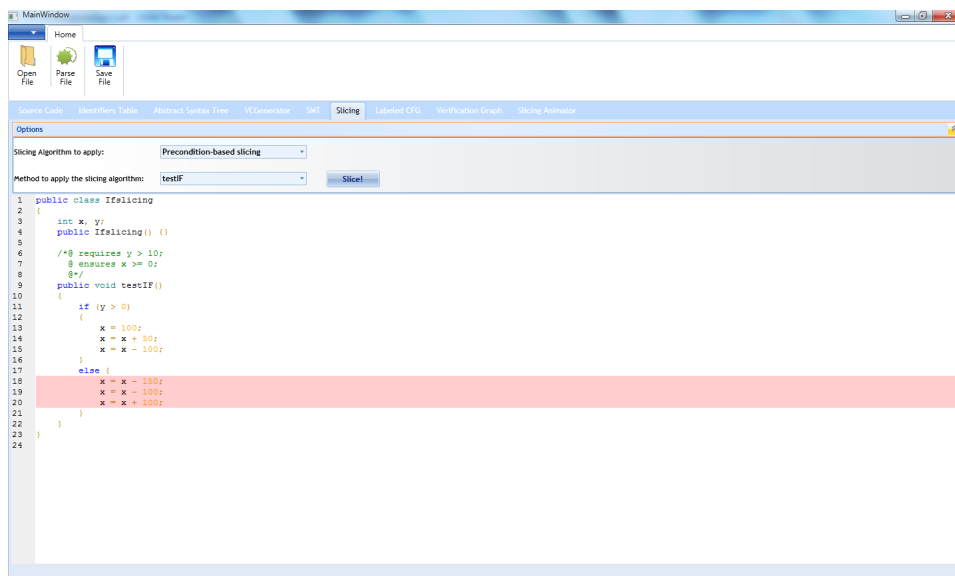 MainWindow
Home
Open File
Parse File
Save File
Source Code Identifiers Table Abstract Syntax Tree VCGenerator SMT Slicing Labeled CFG Verification Graph Slicing Animator
Options
Slicing Algorithm to apply: Precondition-based slicing
Method to apply the slicing algorithm: testIF Slice!
1 public class Ifslicing
2 {
3 int x, y;
4 public Ifslicing() {}
5
6 /*@ requires y > 10;
7 @ ensures x >= 0;
8 @*/
9 public void testIF()
10 {
11 if (y > 0)
12 {
13 x = 100;
14 x = x + 50;
15 x = x - 100;
16 }
17 else {
18 x = x - 150;
19 x = x - 100;
20 x = x + 100;
21 }
22 }
23 }
24